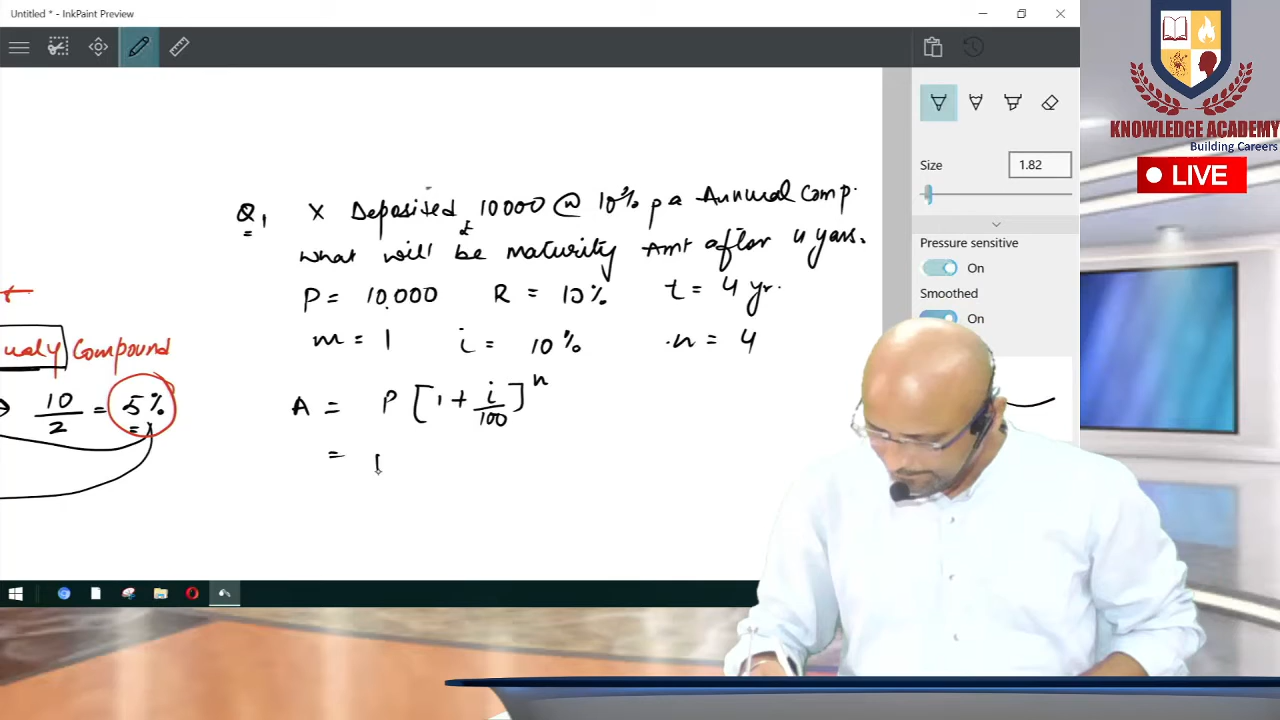 Untitled * - InkPaint Preview
KNOWLEDGE ACADEMY
Building Careers
LIVE
Size
1.82
Pressure sensitive
On
Smoothed
On
Q1 X Deposited 10000 @ 10% pa Annual Comp.
what will be maturity Amt after 4 years.
P = 10,000 R = 10% t = 4 yr.
m = 1 i = 10% n = 4
A = P [1 + i/100]^n
=
Compound
10/2 = 5%